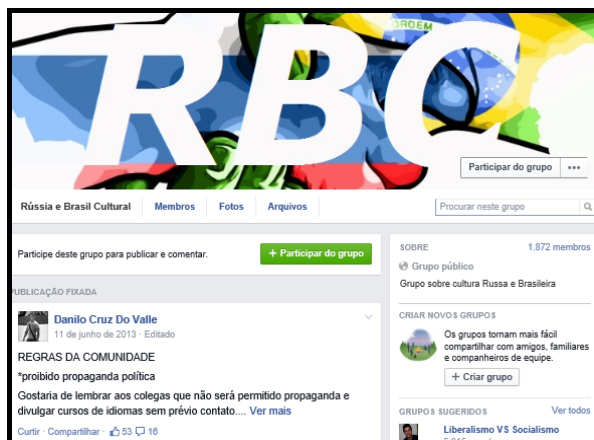 ORDEM
RBC
Participar do grupo
Rússia e Brasil Cultural
Membros
Fotos
Arquivos
Procurar neste grupo
Participe deste grupo para publicar e comentar.
+ Participar do grupo
PUBLICAÇÃO FIXADA
Danilo Cruz Do Valle
11 de junho de 2013 · Editado
REGRAS DA COMUNIDADE
*proibido propaganda política
Gostaria de lembrar aos colegas que não será permitido propaganda e
divulgar cursos de idiomas sem prévio contato.... Ver mais
Curtir · Compartilhar · 53 16
SOBRE
1.872 membros
Grupo público
Grupo sobre cultura Russa e Brasileira
CRIAR NOVOS GRUPOS
Os grupos tornam mais fácil
compartilhar com amigos, familiares
e companheiros de equipe.
+ Criar grupo
GRUPOS SUGERIDOS
Ver todos
Liberalismo VS Socialismo